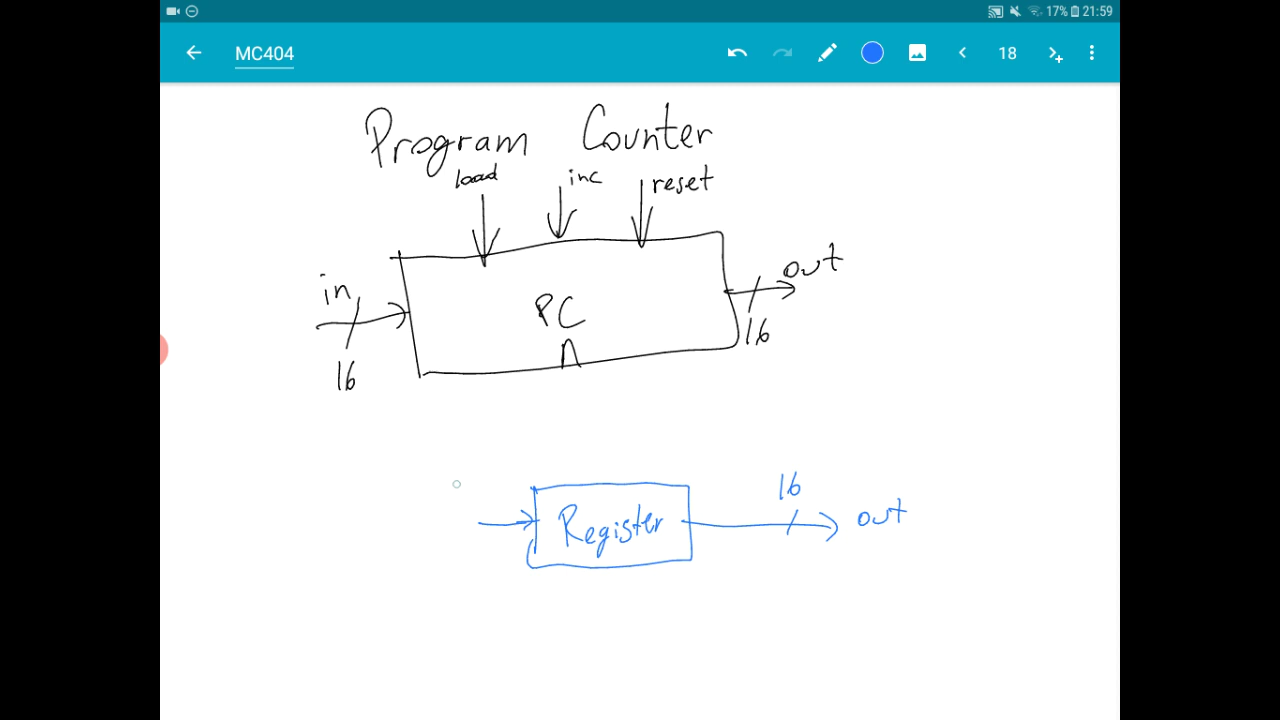 17% 21:59
MC404
18
Program Counter
load
inc
reset
in
out
PC
16
16
16
Register
out